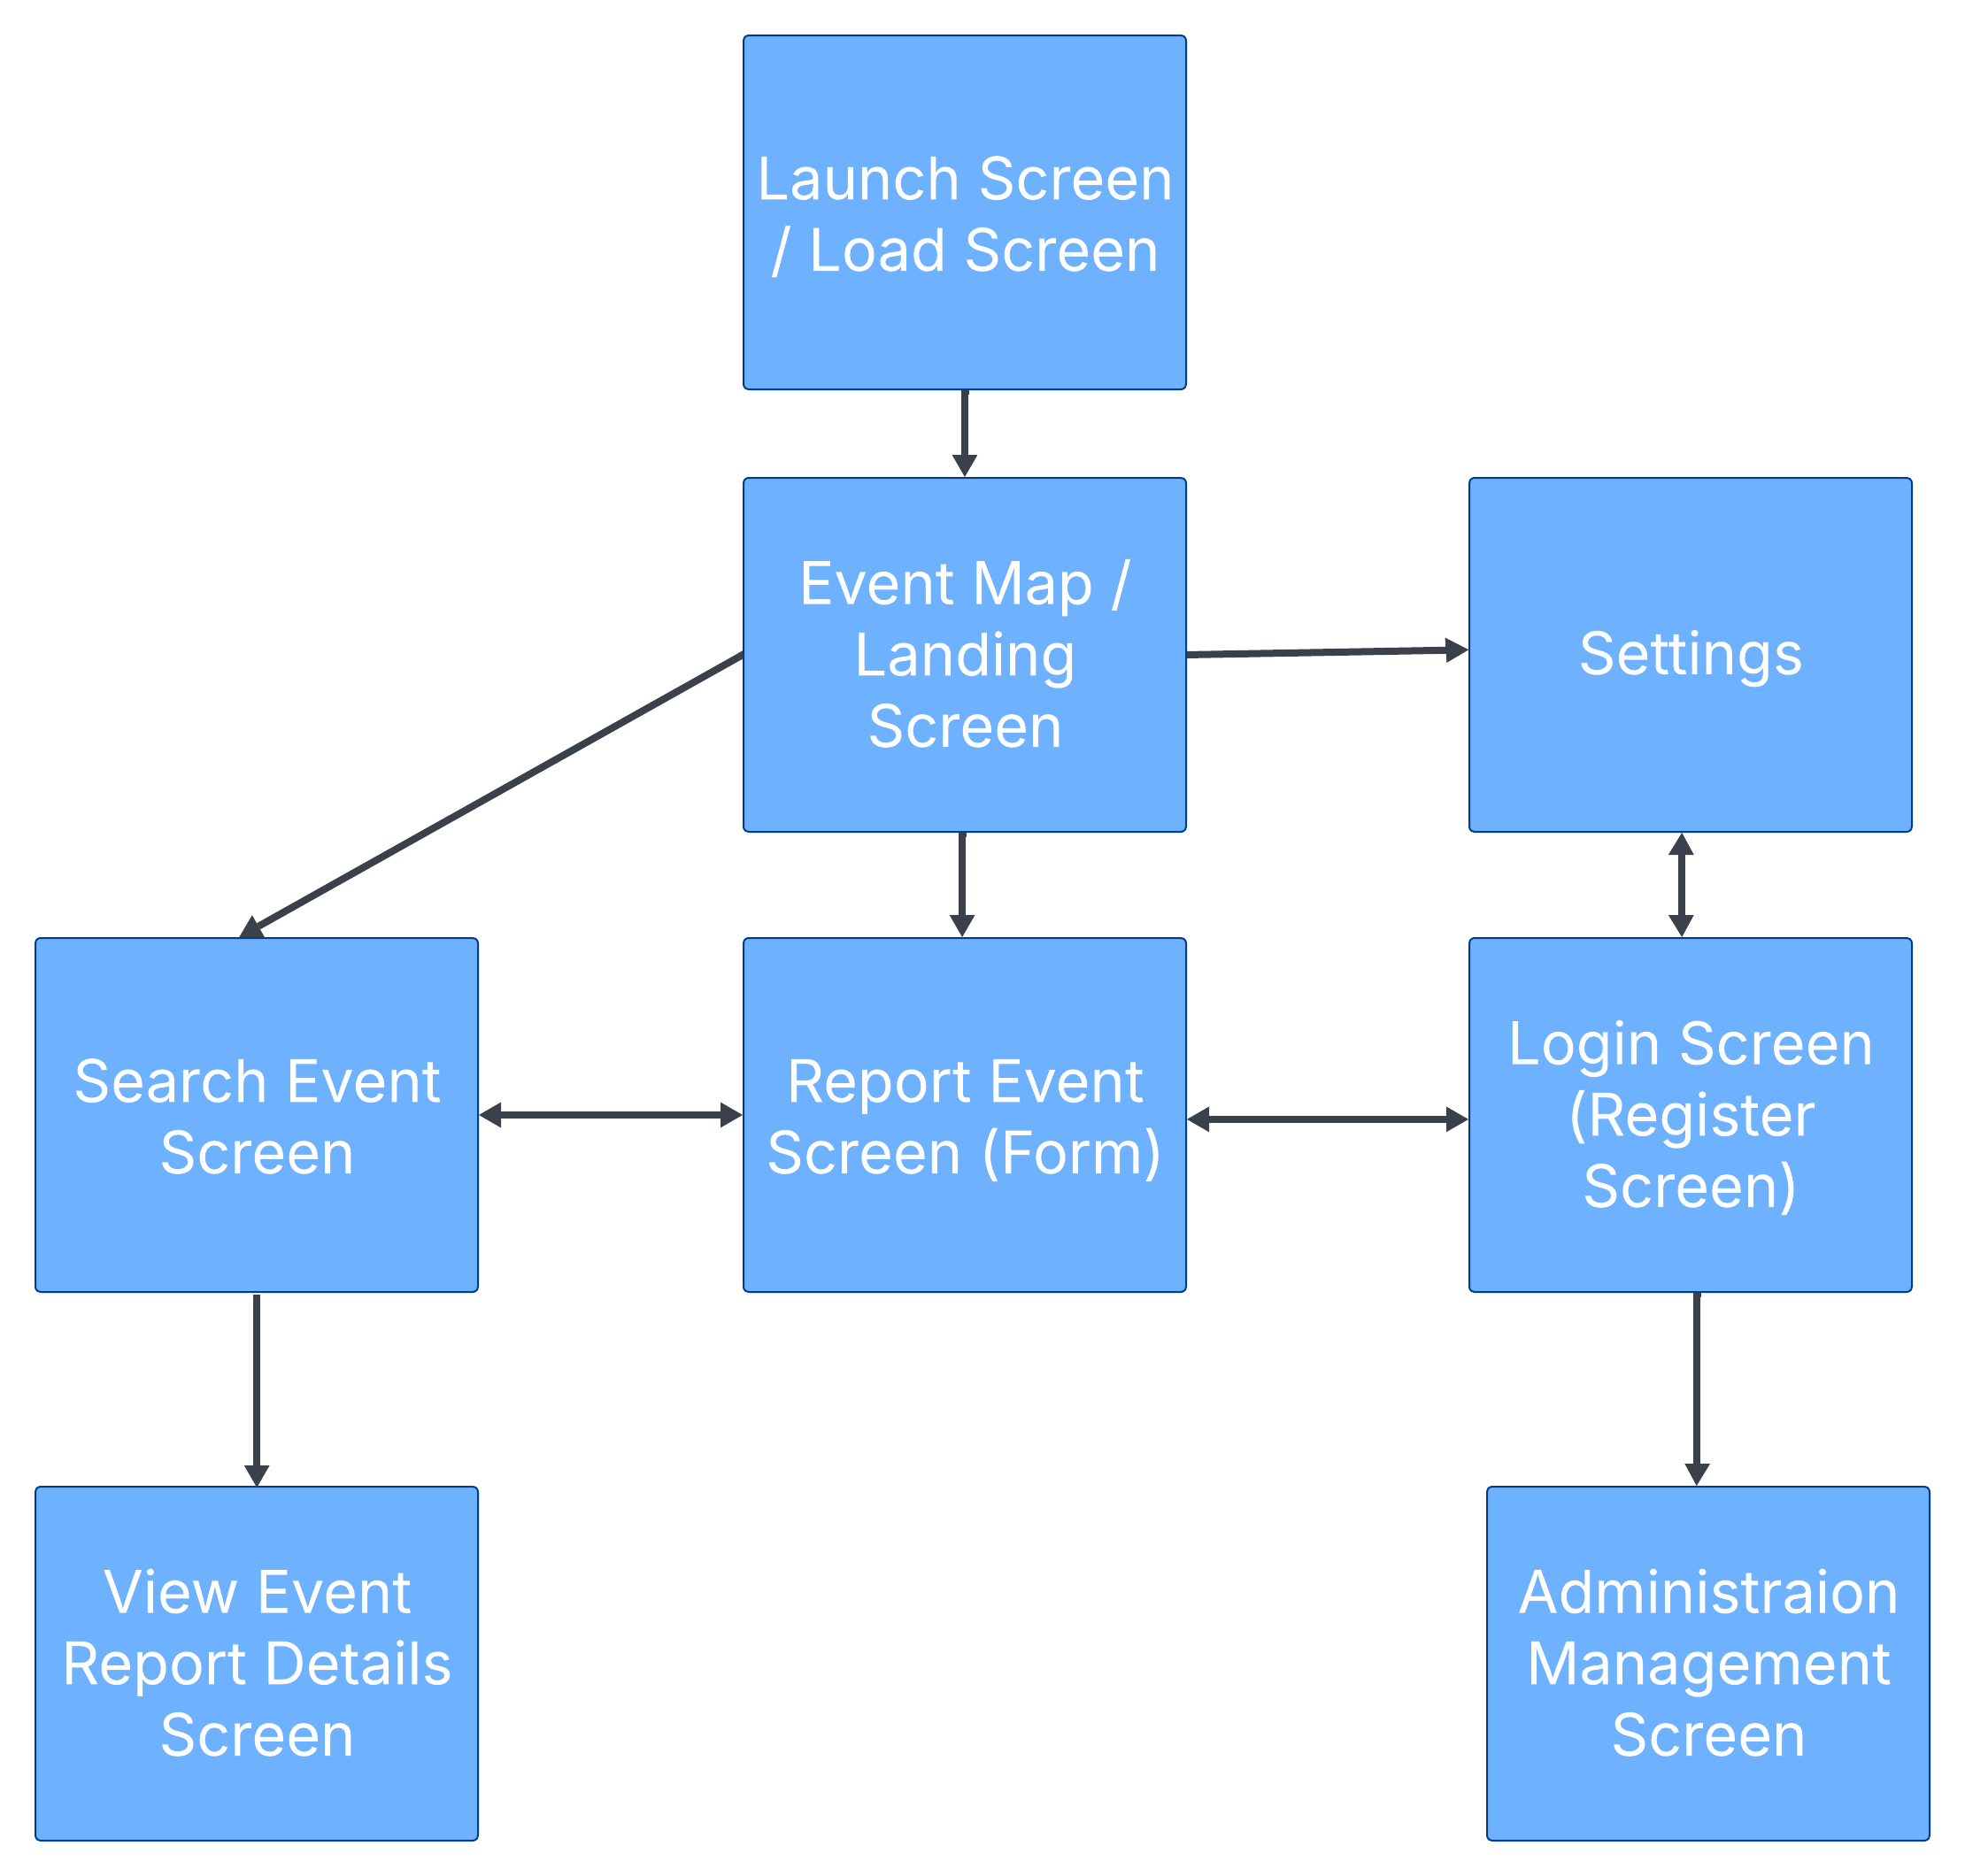 Launch Screen
/ Load Screen
Event Map /
Landing
Screen
Settings
Search Event
Screen
Report Event
Screen (Form)
Login Screen
(Register
Screen)
View Event
Report Details
Screen
Administraion
Management
Screen